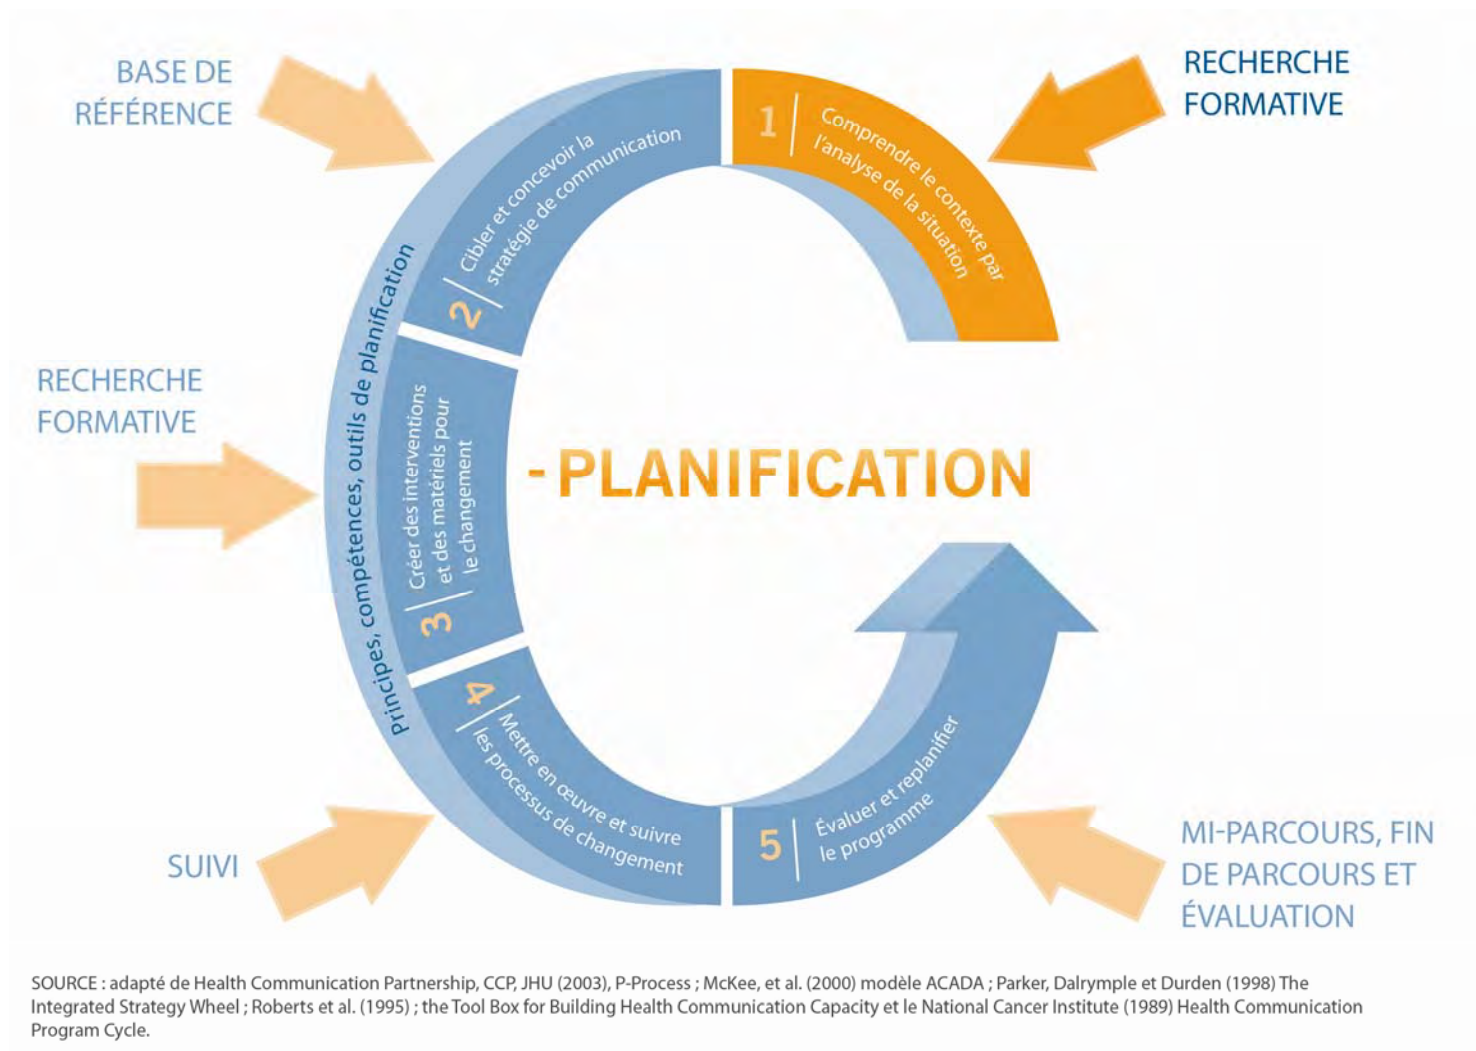 BASE DE
RÉFÉRENCE
RECHERCHE
FORMATIVE
1
Comprendre le contexte par
l'analyse de la situation
2
Cibler et concevoir la
stratégie de communication
Principes, compétences, outils de planification
RECHERCHE
FORMATIVE
3
Créer des interventions
et des matériels pour
le changement
- PLANIFICATION
4
Mettre en œuvre et suivre
les processus de changement
SUIVI
5
Évaluer et replanifier
le programme
MI-PARCOURS, FIN
DE PARCOURS ET
ÉVALUATION
SOURCE : adapté de Health Communication Partnership, CCP, JHU (2003), P-Process ; McKee, et al. (2000) modèle ACADA ; Parker, Dalrymple et Durden (1998) The
Integrated Strategy Wheel ; Roberts et al. (1995) ; the Tool Box for Building Health Communication Capacity et le National Cancer Institute (1989) Health Communication
Program Cycle.